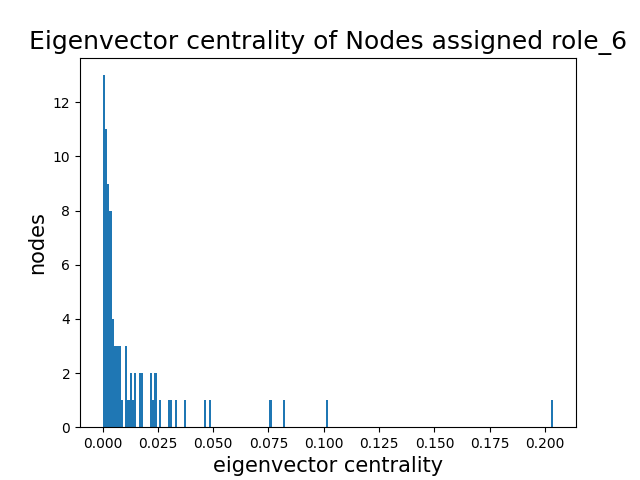 Eigenvector centrality of Nodes assigned role_6
nodes
12
10
8
6
4
2
0
0.000 0.025 0.050 0.075 0.100 0.125 0.150 0.175 0.200
eigenvector centrality